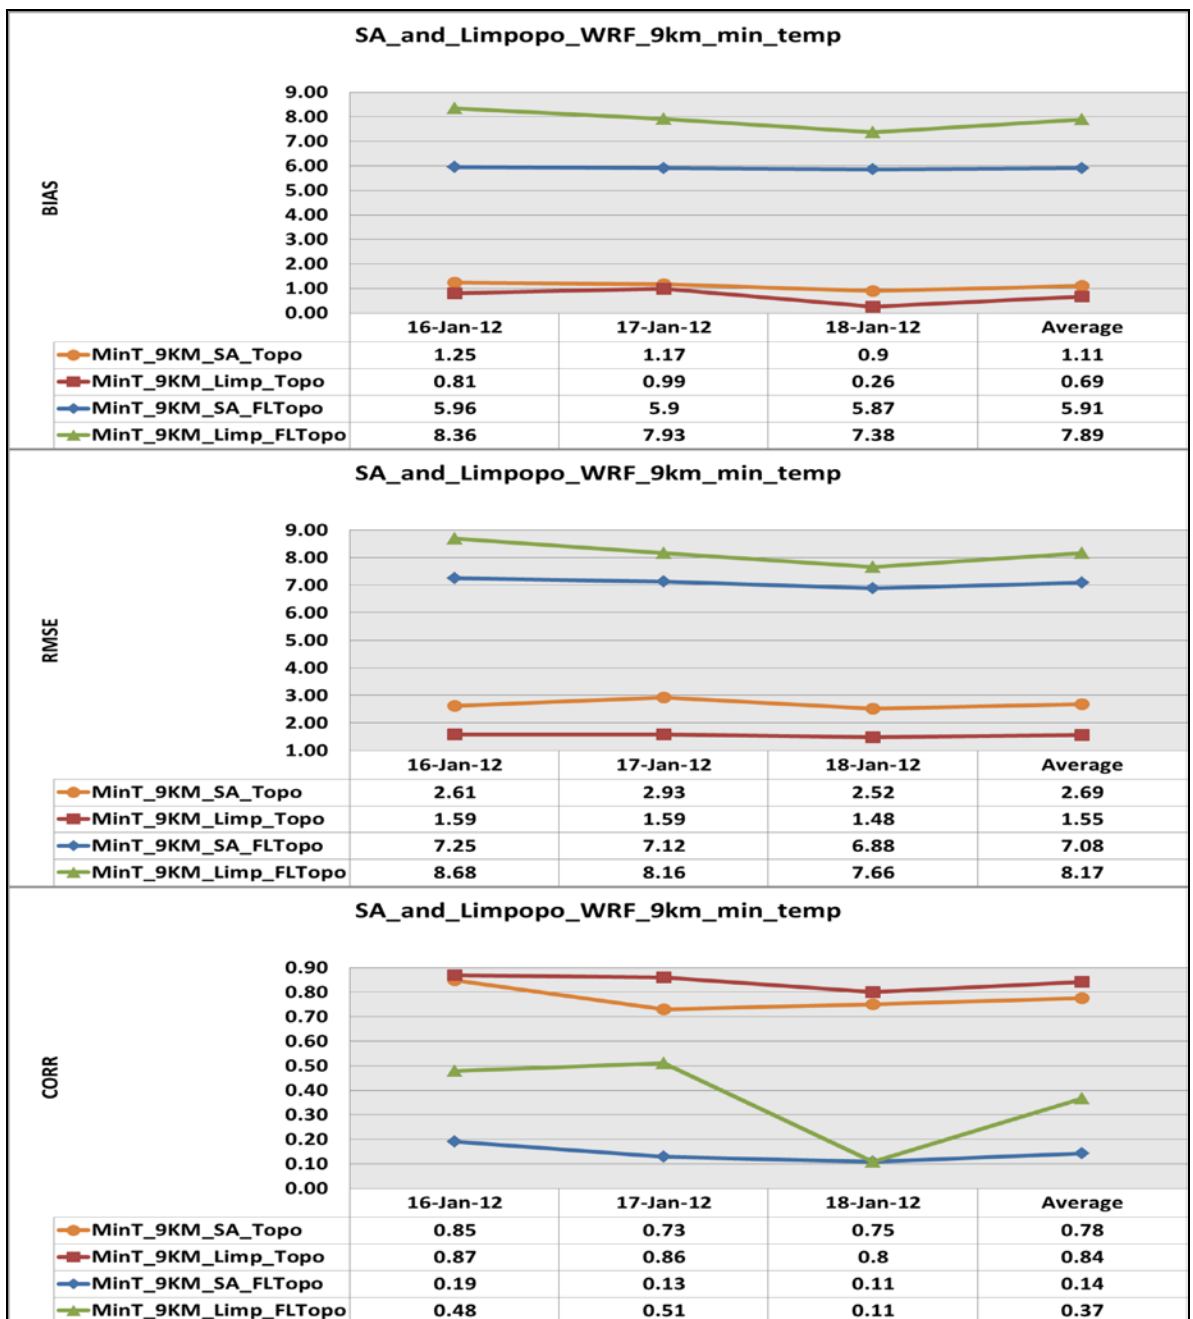 SA_and_Limpopo_WRF_9km_min_temp
BIAS
9.00
8.00
7.00
6.00
5.00
4.00
3.00
2.00
1.00
0.00
16-Jan-12 17-Jan-12 18-Jan-12 Average
MinT_9KM_SA_Topo 1.25 1.17 0.9 1.11
MinT_9KM_Limp_Topo 0.81 0.99 0.26 0.69
MinT_9KM_SA_FLTopo 5.96 5.9 5.87 5.91
MinT_9KM_Limp_FLTopo 8.36 7.93 7.38 7.89
SA_and_Limpopo_WRF_9km_min_temp
RMSE
9.00
8.00
7.00
6.00
5.00
4.00
3.00
2.00
1.00
16-Jan-12 17-Jan-12 18-Jan-12 Average
MinT_9KM_SA_Topo 2.61 2.93 2.52 2.69
MinT_9KM_Limp_Topo 1.59 1.59 1.48 1.55
MinT_9KM_SA_FLTopo 7.25 7.12 6.88 7.08
MinT_9KM_Limp_FLTopo 8.68 8.16 7.66 8.17
SA_and_Limpopo_WRF_9km_min_temp
CORR
0.90
0.80
0.70
0.60
0.50
0.40
0.30
0.20
0.10
0.00
16-Jan-12 17-Jan-12 18-Jan-12 Average
MinT_9KM_SA_Topo 0.85 0.73 0.75 0.78
MinT_9KM_Limp_Topo 0.87 0.86 0.8 0.84
MinT_9KM_SA_FLTopo 0.19 0.13 0.11 0.14
MinT_9KM_Limp_FLTopo 0.48 0.51 0.11 0.37